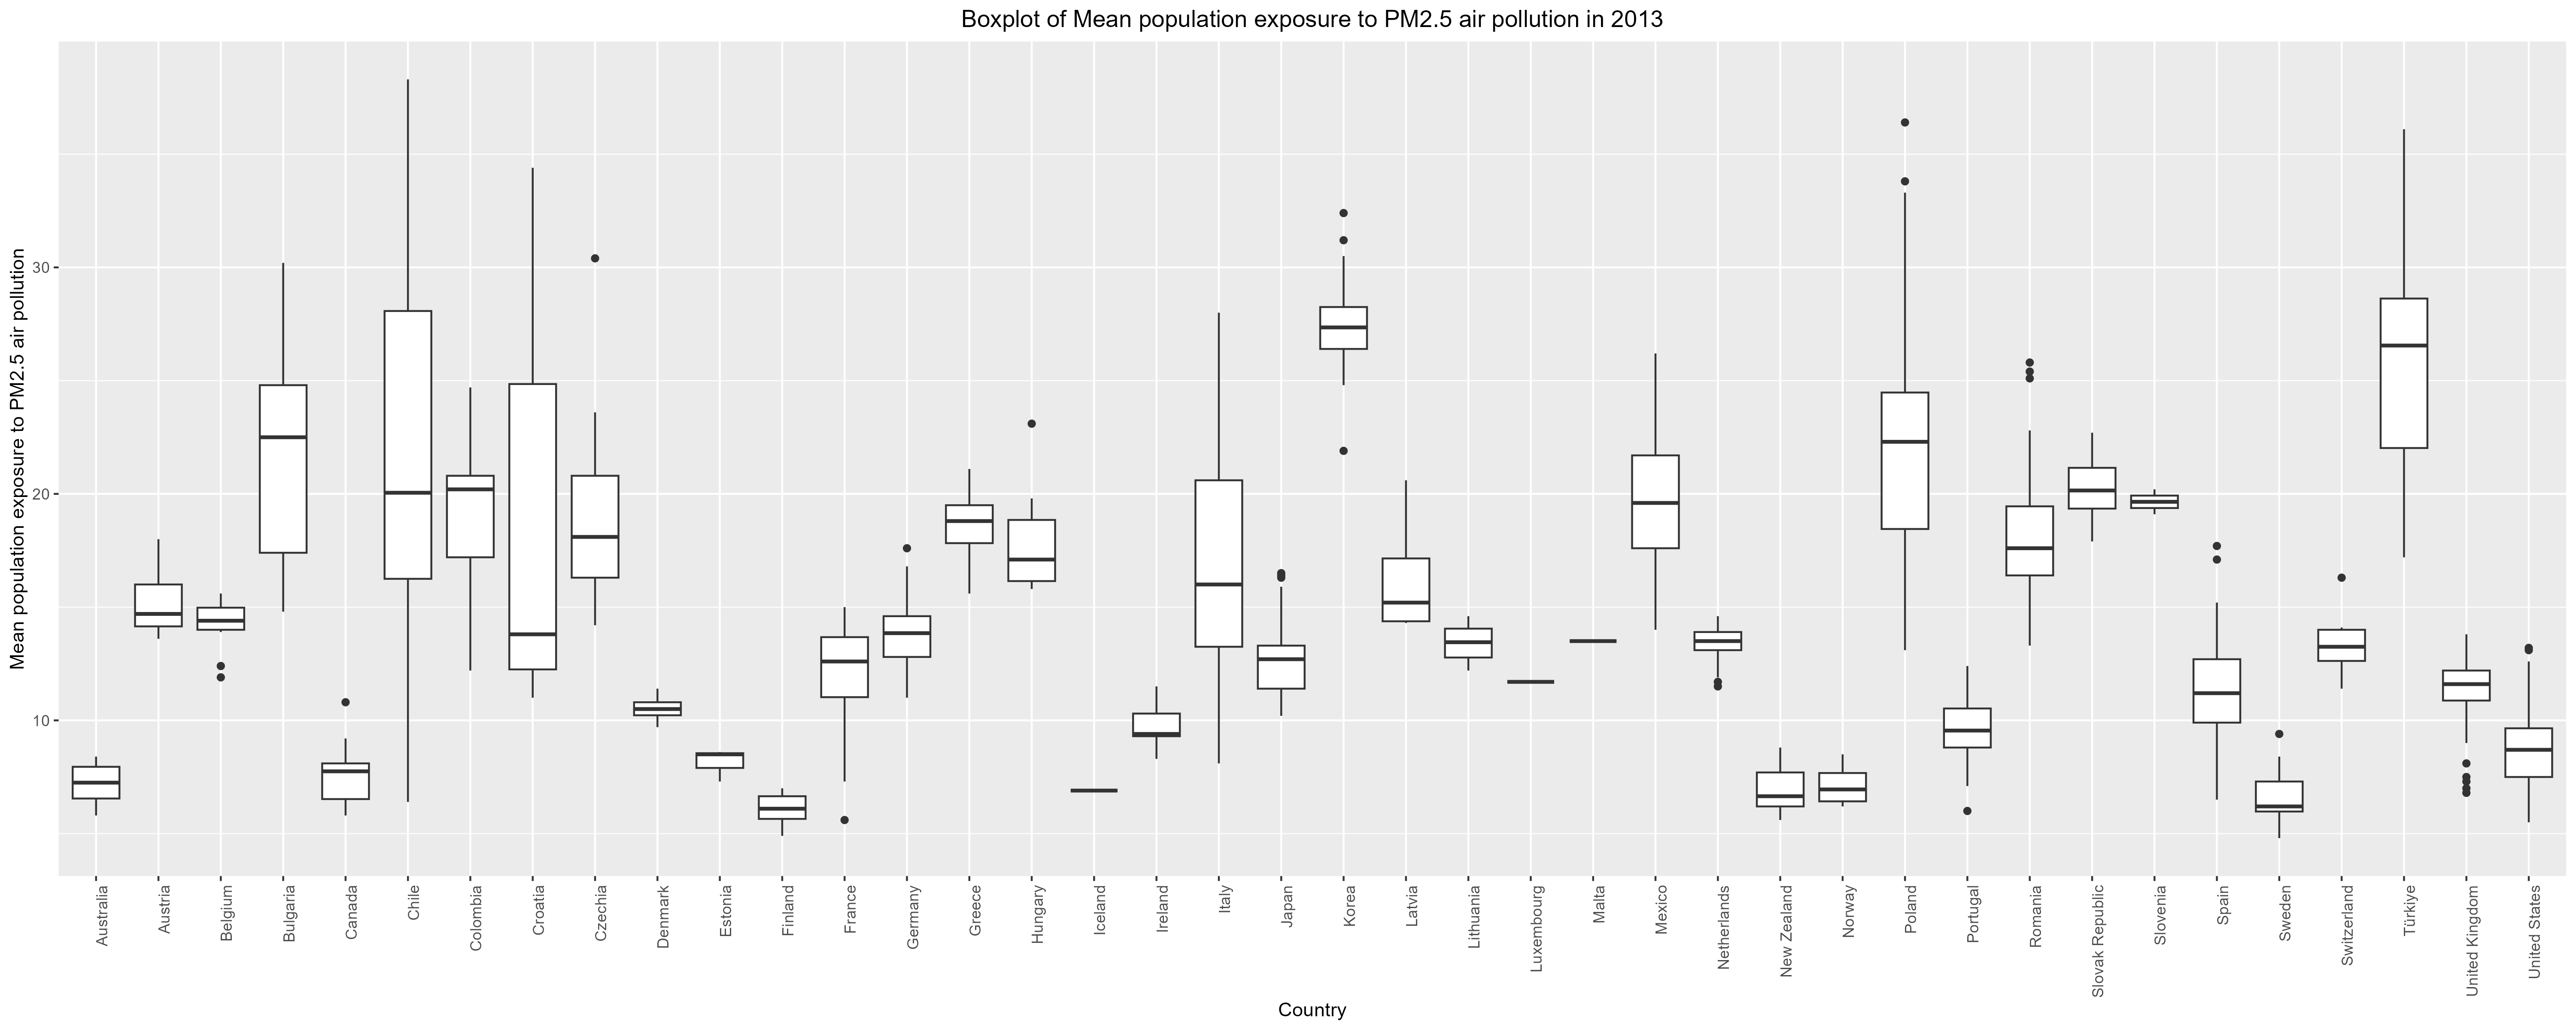 Boxplot of Mean population exposure to PM2.5 air pollution in 2013
Mean population exposure to PM2.5 air pollution
30
20
10
Australia
Austria
Belgium
Bulgaria
Canada
Chile
Colombia
Croatia
Czechia
Denmark
Estonia
Finland
France
Germany
Greece
Hungary
Iceland
Ireland
Italy
Japan
Korea
Latvia
Lithuania
Luxembourg
Malta
Mexico
Netherlands
New Zealand
Norway
Poland
Portugal
Romania
Slovak Republic
Slovenia
Spain
Sweden
Switzerland
Türkiye
United Kingdom
United States
Country